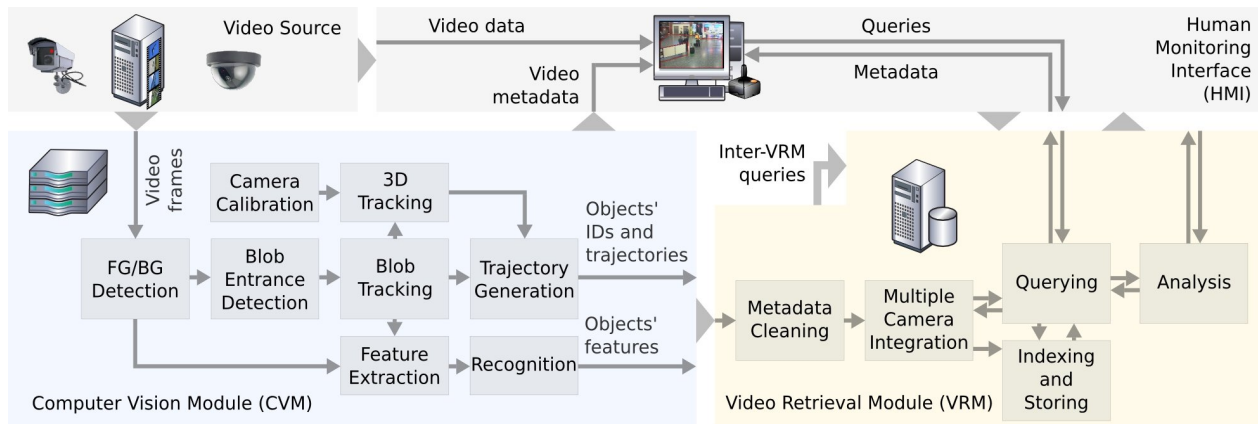 Video Source
Video data
Video
metadata
Queries
Metadata
Human
Monitoring
Interface
(HMI)
Video
frames
Camera
Calibration
3D
Tracking
FG/BG
Detection
Blob
Entrance
Detection
Blob
Tracking
Trajectory
Generation
Feature
Extraction
Recognition
Objects'
IDs and
trajectories
Objects'
features
Computer Vision Module (CVM)
Inter-VRM
queries
Metadata
Cleaning
Multiple
Camera
Integration
Querying
Analysis
Indexing
and
Storing
Video Retrieval Module (VRM)